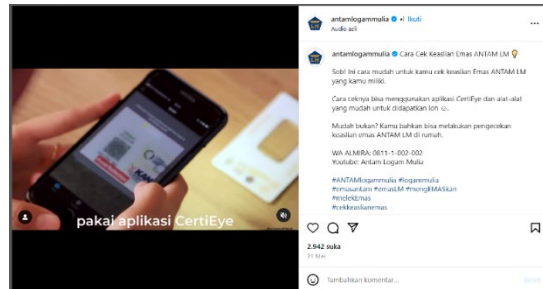 pakai aplikasi CertiEye
antamlogammulia • Ikuti
Audio asli
antamlogammulia Cara Cek Keaslian Emas ANTAM LM
Sob! Ini cara mudah untuk kamu cek keaslian Emas ANTAM LM
yang kamu miliki.
Cara ceknya bisa menggunakan aplikasi CertiEye dan alat-alat
yang mudah untuk didapatkan loh
Mudah bukan? Kamu bahkan bisa melakukan pengecekan
keaslian emas ANTAM LM di rumah.
WA ALMIRA: 0811-1-002-002
Youtube: Antam Logam Mulia
#ANTAMlogammulia #logammulia
#emasantam #emasLM #mengEMASkan
#melekEmas
#cekkeaslianemas
2.942 suka
31 Mei
Tambahkan komentar...